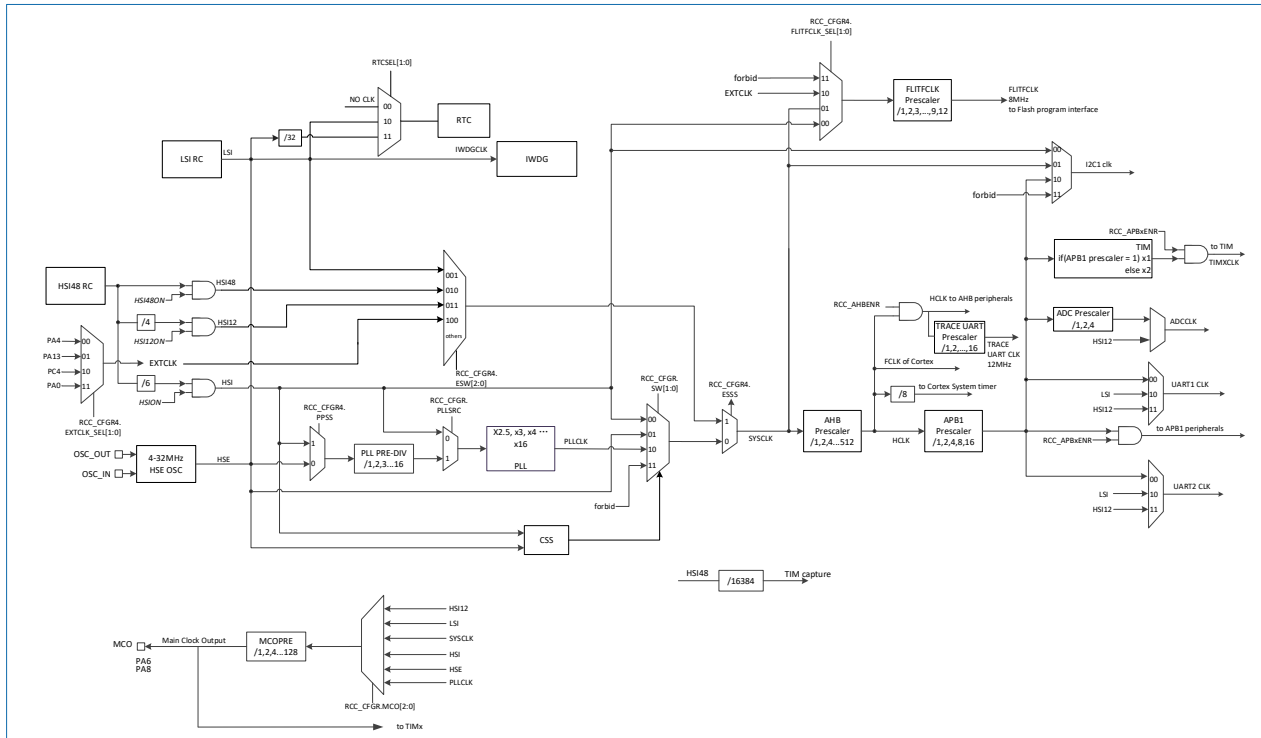 RCC_CFGR4.
FLITFCLK_SEL[1:0]
RTCSEL[1:0]
forbid
11
EXTCLK
10
01
00
FLITFCLK
Prescaler
/1,2,3,...,9,12
FLITFCLK
8MHz
to Flash program interface
NO CLK
00
10
11
RTC
/32
LSI RC
LSI
IWDGCLK
IWDG
00
01
10
11
forbid
I2C1 clk
RCC_APBxENR
TIM
if(APB1 prescaler = 1) x1
else x2
to TIM
TIMXCLK
HSI48 RC
HSI48
HSI48ON
/4
HSI12
HSI12ON
/6
HSI
HSION
001
010
011
100
others
RCC_CFGR4.
ESW[2:0]
PA4
PA13
PC4
PA0
00
01
10
11
EXTCLK
RCC_CFGR4.
EXTCLK_SEL[1:0]
RCC_AHBENR
HCLK to AHB peripherals
TRACE UART
Prescaler
/1,2,...,16
TRACE
UART CLK
12MHz
FCLK of Cortex
/8
to Cortex System timer
ADC Prescaler
/1,2,4
HSI12
ADCCLK
OSC_OUT
OSC_IN
4-32MHz
HSE OSC
HSE
RCC_CFGR4.
PPSS
1
0
PLL PRE-DIV
/1,2,3...16
RCC_CFGR.
PLLSRC
0
1
X2.5, x3, x4 ···
x16
PLL
PLLCLK
RCC_CFGR.
SW[1:0]
00
01
10
11
forbid
RCC_CFGR4.
ESSS
1
0
SYSCLK
AHB
Prescaler
/1,2,4...512
HCLK
APB1
Prescaler
/1,2,4,8,16
00
LSI
10
HSI12
11
UART1 CLK
RCC_APBxENR
to APB1 peripherals
00
LSI
10
HSI12
11
UART2 CLK
CSS
HSI48
/16384
TIM capture
MCO
PA6
PA8
Main Clock Output
MCOPRE
/1,2,4...128
HSI12
LSI
SYSCLK
HSI
HSE
PLLCLK
RCC_CFGR.MCO[2:0]
to TIMx